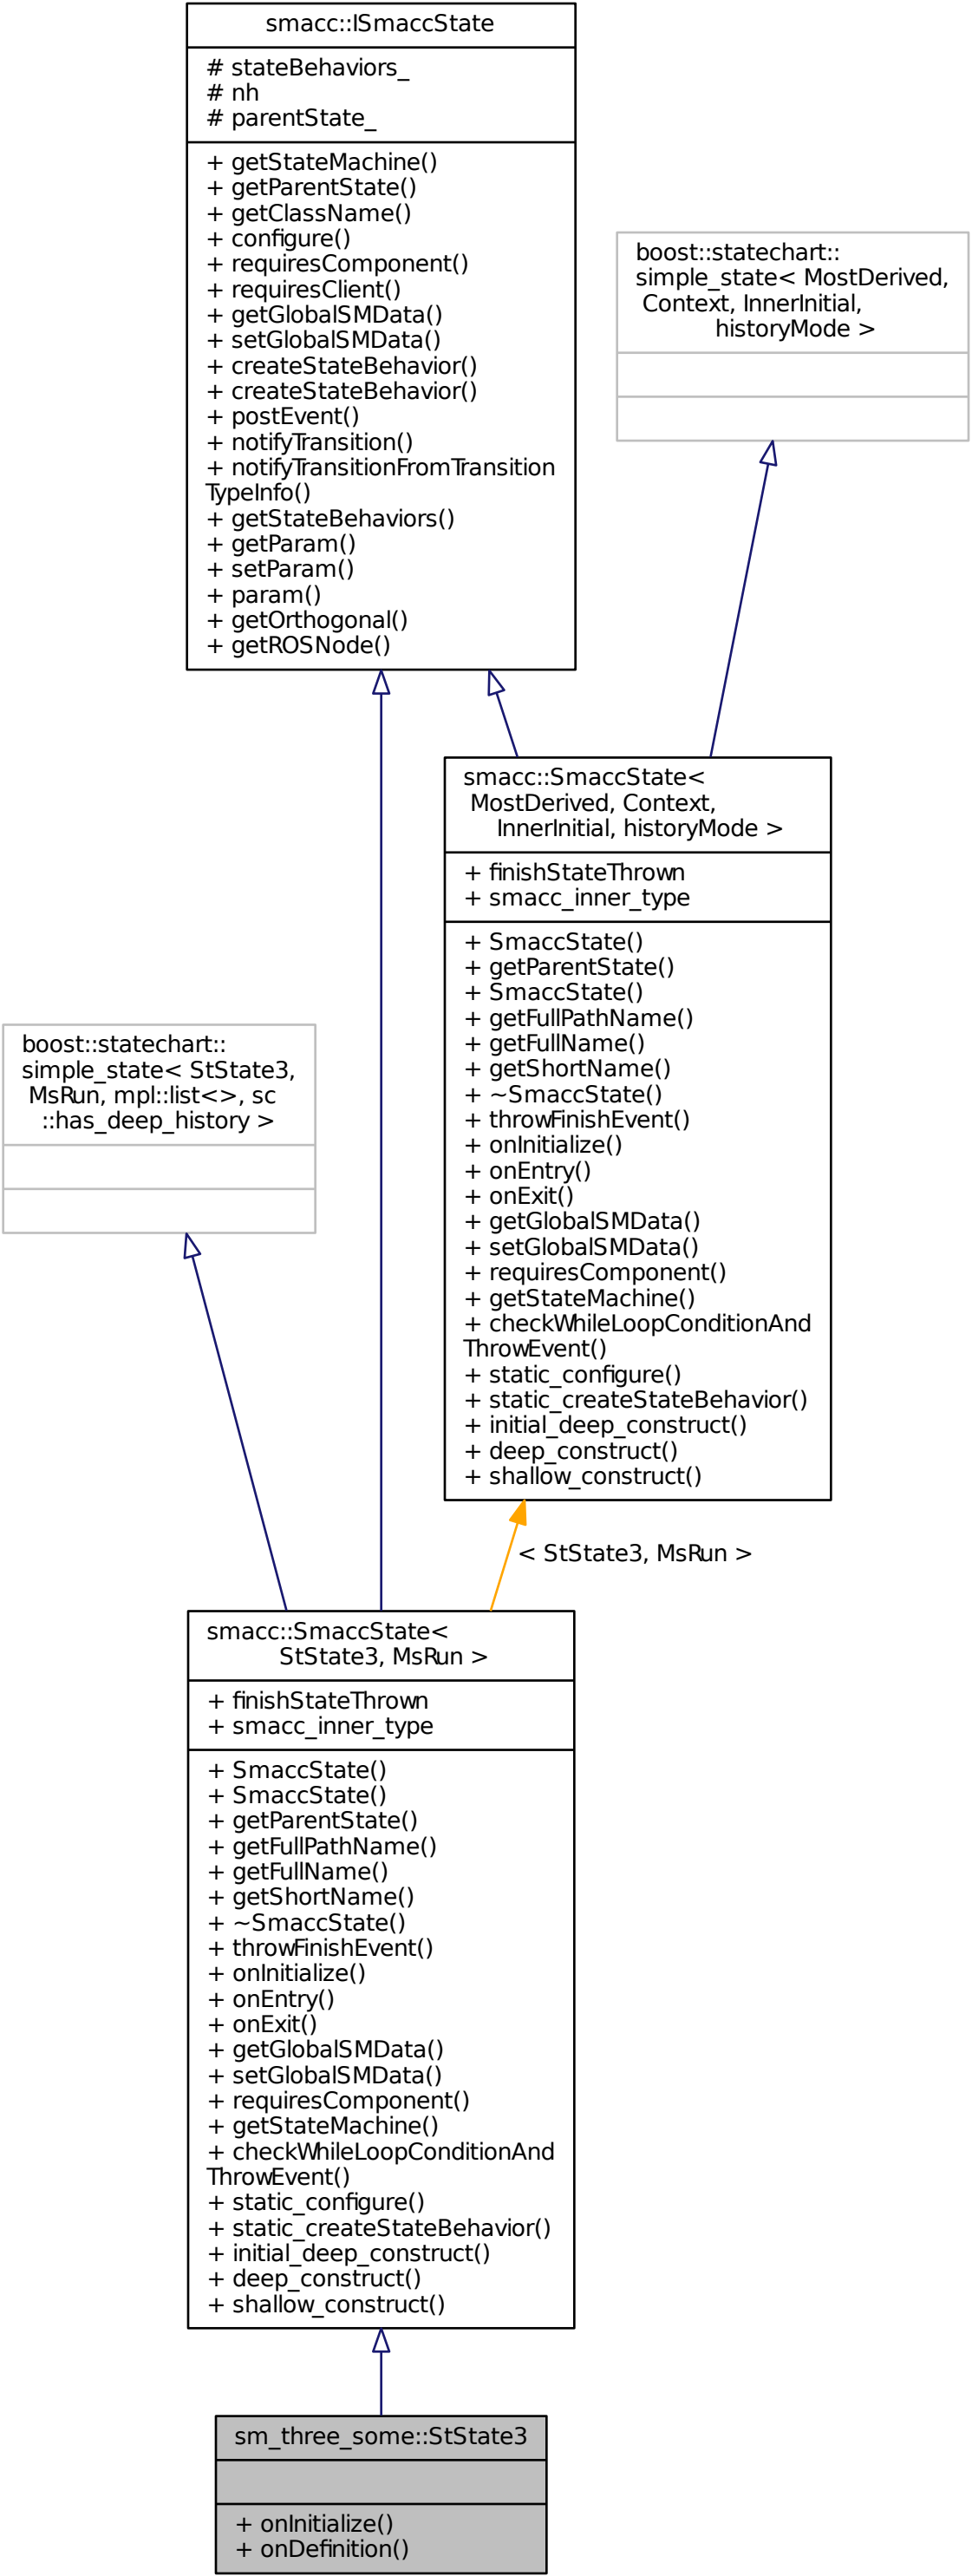 smacc::ISmaccState
# stateBehaviors_
# nh
# parentState_
+ getStateMachine()
+ getParentState()
+ getClassName()
+ configure()
+ requiresComponent()
+ requiresClient()
+ getGlobalSMData()
+ setGlobalSMData()
+ createStateBehavior()
+ createStateBehavior()
+ postEvent()
+ notifyTransition()
+ notifyTransitionFromTransition
TypeInfo()
+ getStateBehaviors()
+ getParam()
+ setParam()
+ param()
+ getOrthogonal()
+ getROSNode()
boost::statechart::
simple_state< MostDerived,
Context, InnerInitial,
historyMode >
smacc::SmaccState<
MostDerived, Context,
InnerInitial, historyMode >
+ finishStateThrown
+ smacc_inner_type
+ SmaccState()
+ getParentState()
+ SmaccState()
+ getFullPathName()
+ getFullName()
+ getShortName()
+ ~SmaccState()
+ throwFinishEvent()
+ onInitialize()
+ onEntry()
+ onExit()
+ getGlobalSMData()
+ setGlobalSMData()
+ requiresComponent()
+ getStateMachine()
+ checkWhileLoopConditionAnd
ThrowEvent()
+ static_configure()
+ static_createStateBehavior()
+ initial_deep_construct()
+ deep_construct()
+ shallow_construct()
boost::statechart::
simple_state< StState3,
MsRun, mpl::list<>, sc
::has_deep_history >
< StState3, MsRun >
smacc::SmaccState<
StState3, MsRun >
+ finishStateThrown
+ smacc_inner_type
+ SmaccState()
+ SmaccState()
+ getParentState()
+ getFullPathName()
+ getFullName()
+ getShortName()
+ ~SmaccState()
+ throwFinishEvent()
+ onInitialize()
+ onEntry()
+ onExit()
+ getGlobalSMData()
+ setGlobalSMData()
+ requiresComponent()
+ getStateMachine()
+ checkWhileLoopConditionAnd
ThrowEvent()
+ static_configure()
+ static_createStateBehavior()
+ initial_deep_construct()
+ deep_construct()
+ shallow_construct()
sm_three_some::StState3
+ onInitialize()
+ onDefinition()